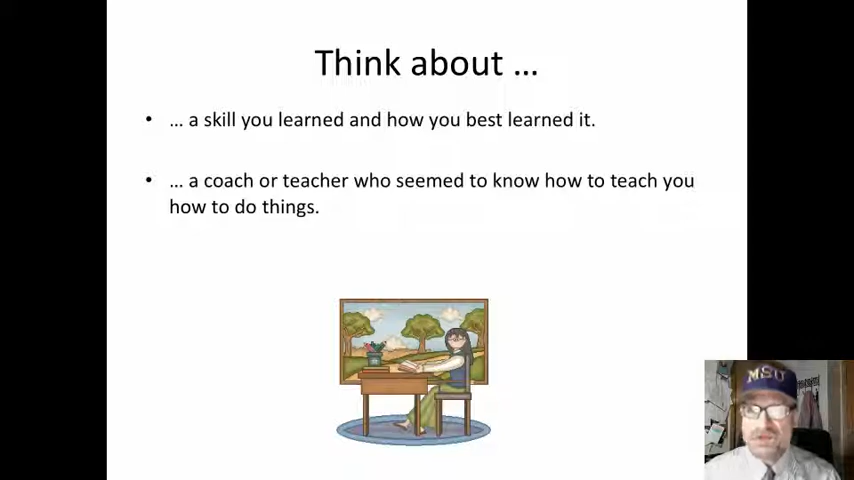 Think about …
• … a skill you learned and how you best learned it.
• … a coach or teacher who seemed to know how to teach you
how to do things.
MSU